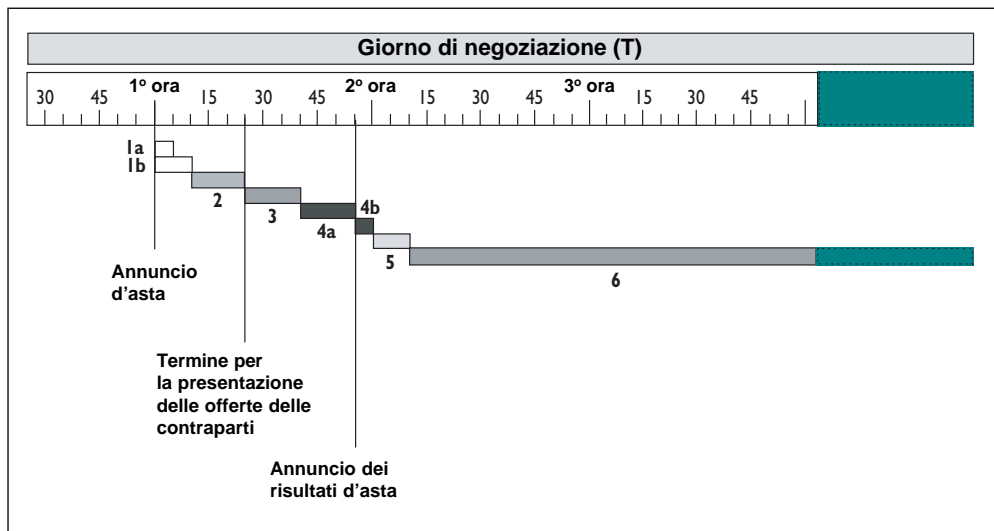 Giorno di negoziazione (T)
1º ora 2º ora 3º ora
30 45 15 30 45 15 30 45 15 30 45
1a
1b
2
3
4a
4b
5
6
Annuncio
d’asta
Termine per
la presentazione
delle offerte delle
contraparti
Annuncio dei
risultati d’asta